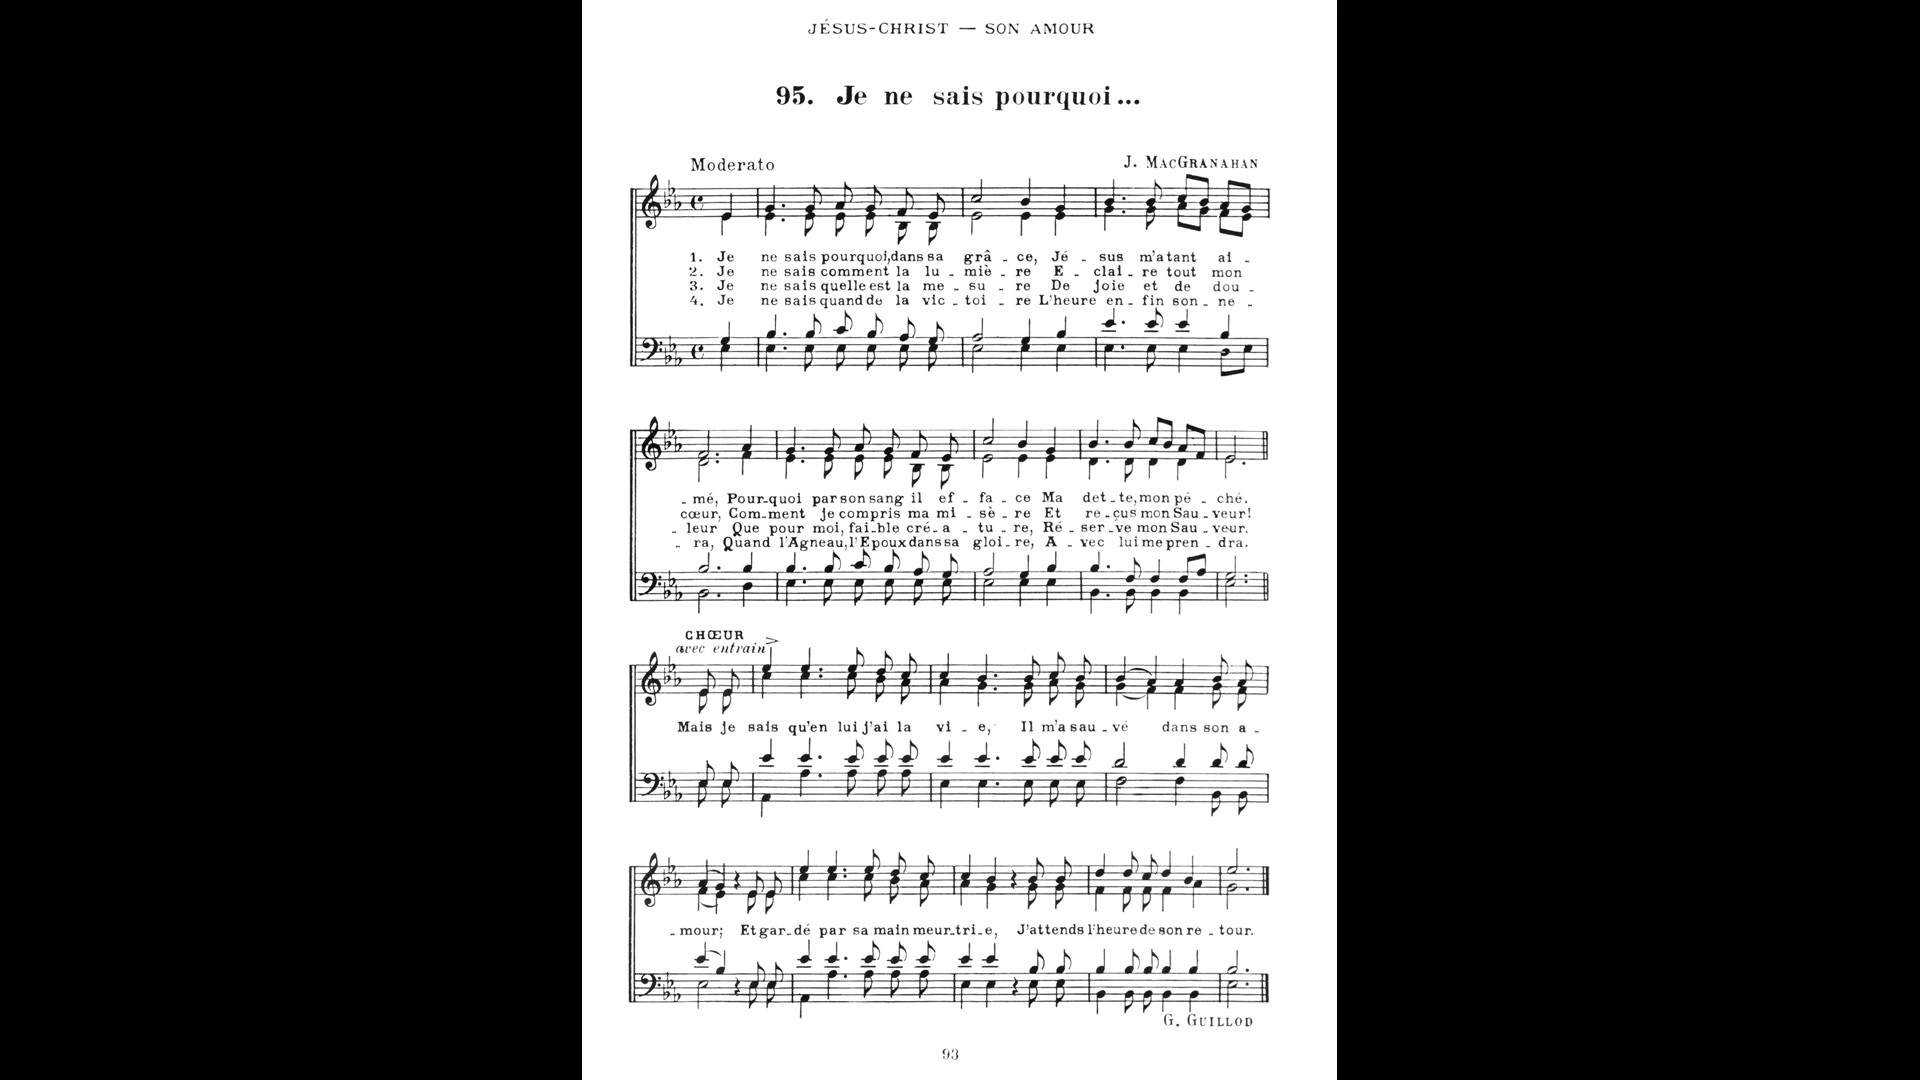 JÉSUS-CHRIST — SON AMOUR
95. Je ne sais pourquoi...
Moderato
J. MACGRANAHAN
1. Je ne sais pourquoi, dans sa grâ - ce, Jé - sus m'a tant ai -
2. Je ne sais comment la lu - miè - re E - clai - re tout mon
3. Je ne sais quelle est la me - su - re De joie et de dou -
4. Je ne sais quand de la vic - toi - re L'heure en - fin son - ne -
- mé, Pour-quoi par son sang il ef - fa - ce Ma det - te, mon pé - ché.
cœur, Com-ment je compris ma mi - sè - re Et re - çus mon Sau - veur!
- leur Que pour moi, fai-ble cré-a - tu - re, Ré - ser - ve mon Sau - veur.
- ra, Quand l'Agneau, l'Epoux dans sa gloi - re, A - vec lui me pren - dra.
CHŒUR
avec entrain
Mais je sais qu'en lui j'ai la vi - e, Il m'a sau - vé dans son a -
- mour; Et gar-dé par sa main meur-tri-e, J'attends l'heure de son re - tour.
G. GUILLOD
93